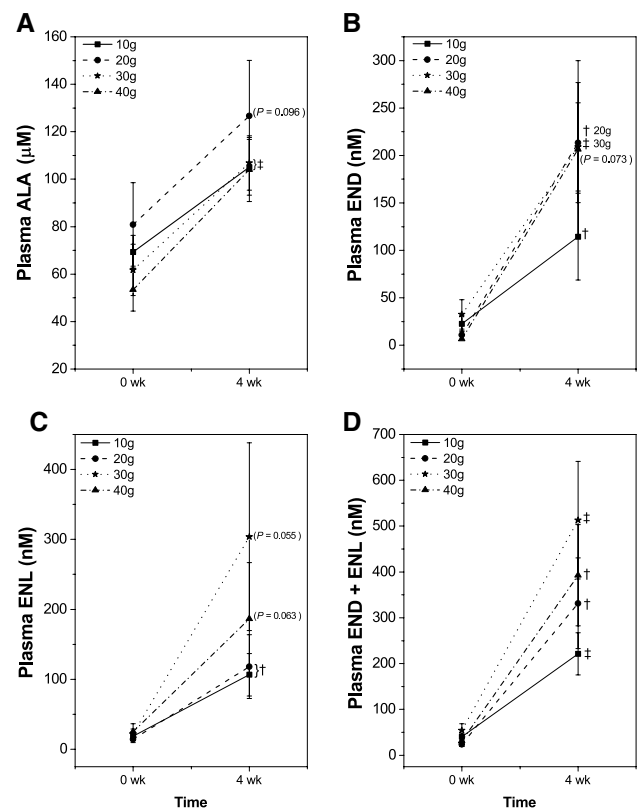 A
160
140
120
100
80
60
40
20
Plasma ALA (µM)
10g
20g
30g
40g
(P = 0.096)
}‡
0 wk
4 wk
Time
B
300
250
200
150
100
50
0
Plasma END (nM)
10g
20g
30g
40g
† 20g
‡ 30g
(P = 0.073)
†
0 wk
4 wk
Time
C
400
300
200
100
0
Plasma ENL (nM)
10g
20g
30g
40g
(P = 0.055)
(P = 0.063)
}†
0 wk
4 wk
Time
D
700
600
500
400
300
200
100
0
Plasma END + ENL (nM)
10g
20g
30g
40g
‡
†
†
‡
0 wk
4 wk
Time